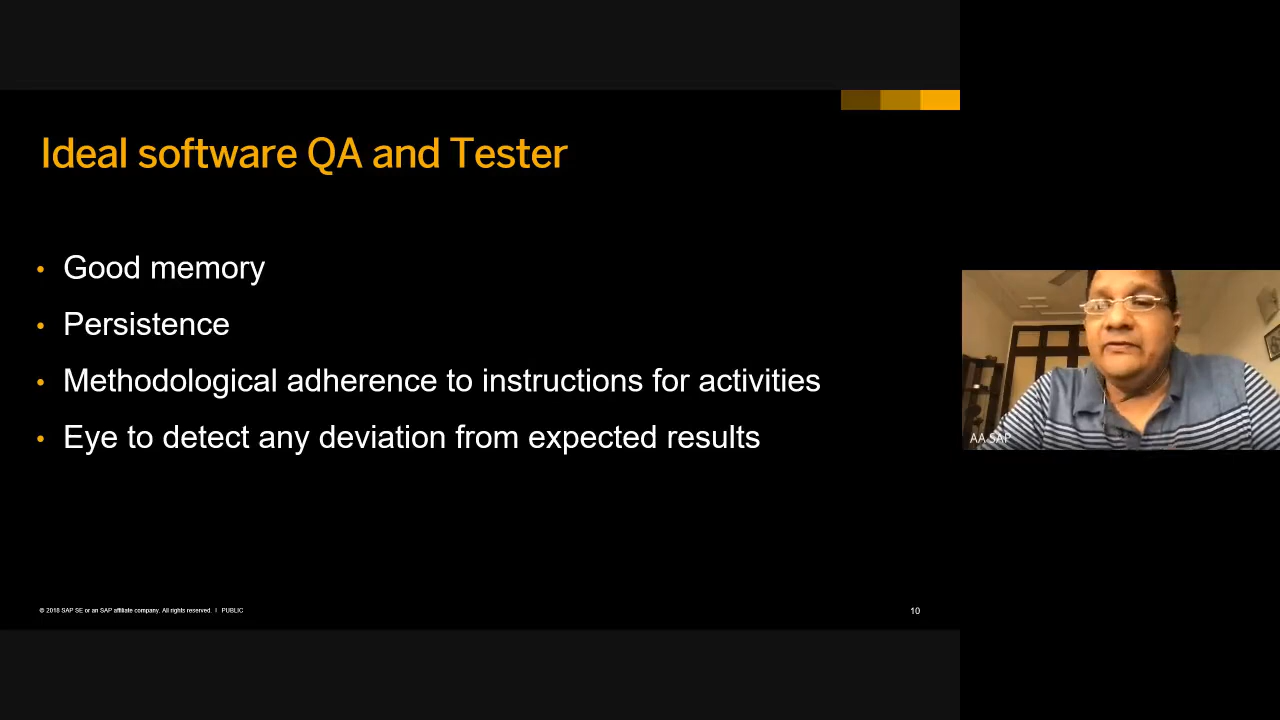 Ideal software QA and Tester
• Good memory
• Persistence
• Methodological adherence to instructions for activities
• Eye to detect any deviation from expected results
AA SAP
© 2018 SAP SE or an SAP affiliate company. All rights reserved. I PUBLIC
10